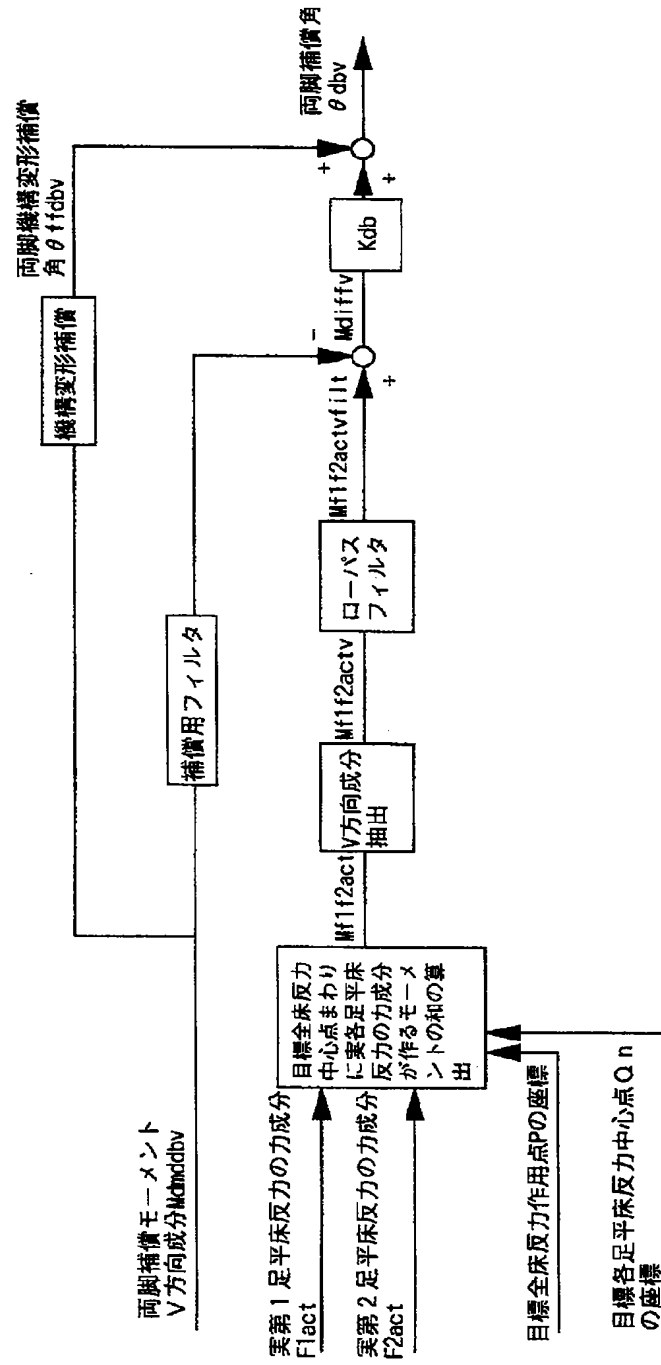 両脚補償モーメント
V方向成分Mdmddbv
機構変形補償
両脚機構変形補償
角θffdbv
補償用フィルタ
実第1足平床反力の力成分
F1act
実第2足平床反力の力成分
F2act
目標全床反力作用点Pの座標
目標各足平床反力中心点Qn
の座標
目標全床反力
中心点まわり
に実各足平床
反力の力成分
が作るモーメ
ントの和の算
出
Mf1f2act
V方向成分
抽出
Mf1f2actv
ローパス
フィルタ
Mf1f2actvfilt
+
-
Mdiffv
Kdb
+
+
両脚補償角
θdbv